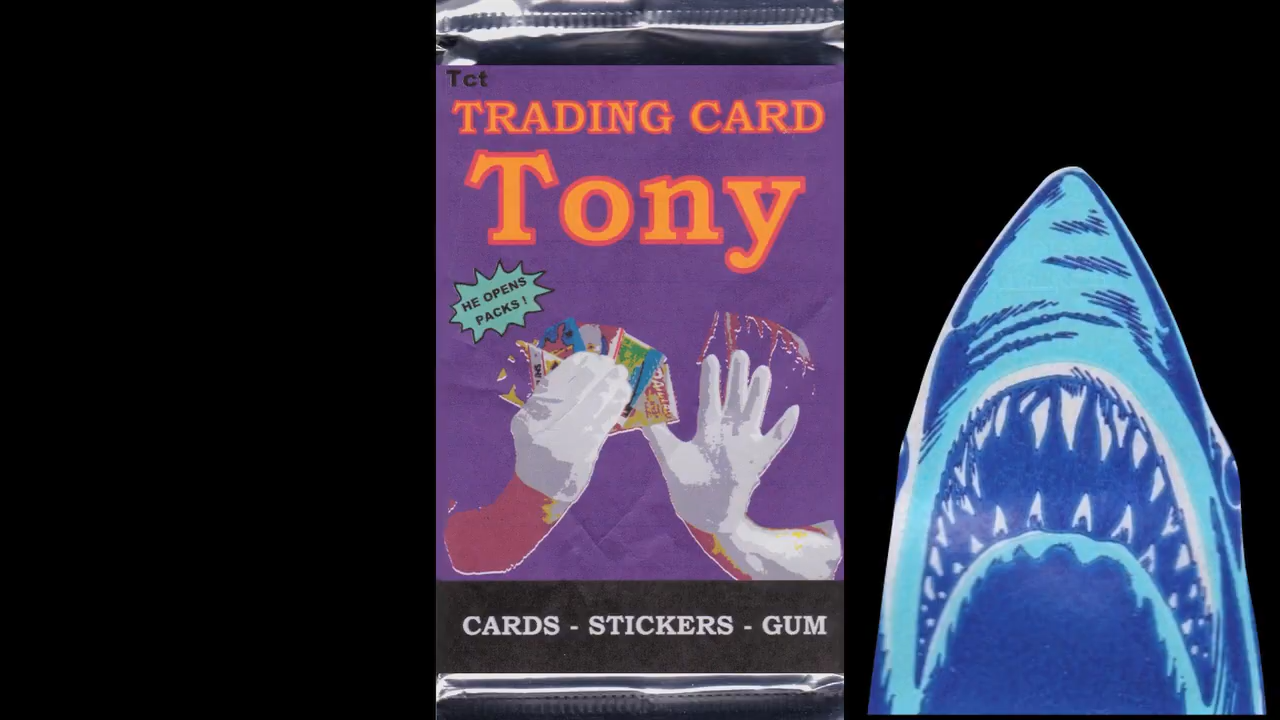 Tct
TRADING CARD
Tony
HE OPENS
PACKS !
CARDS - STICKERS - GUM